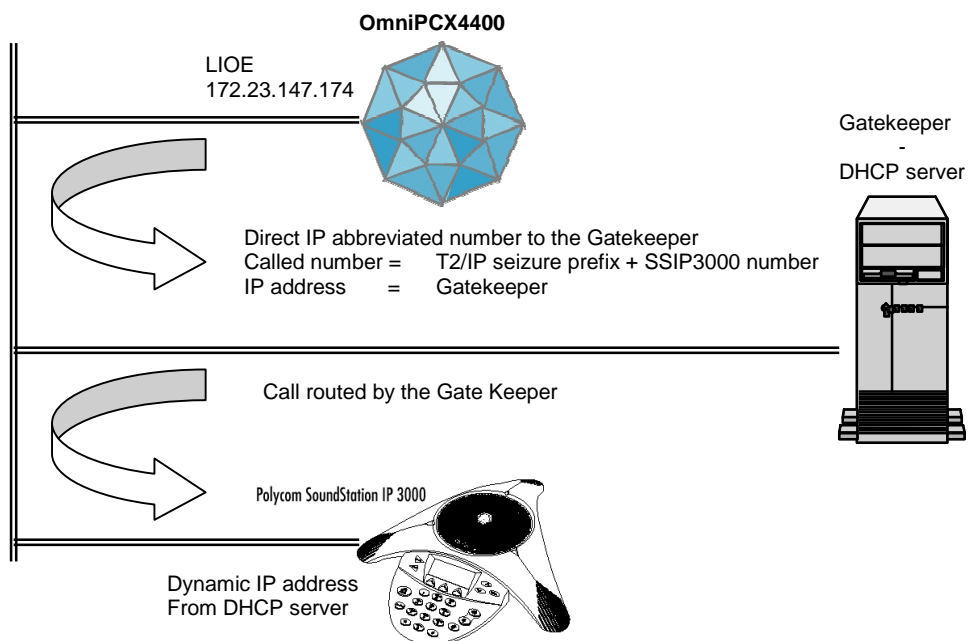 OmniPCX4400
LIOE
172.23.147.174
Gatekeeper
-
DHCP server
Direct IP abbreviated number to the Gatekeeper
Called number = T2/IP seizure prefix + SSIP3000 number
IP address = Gatekeeper
Call routed by the Gate Keeper
Polycom SoundStation IP 3000
Dynamic IP address
From DHCP server